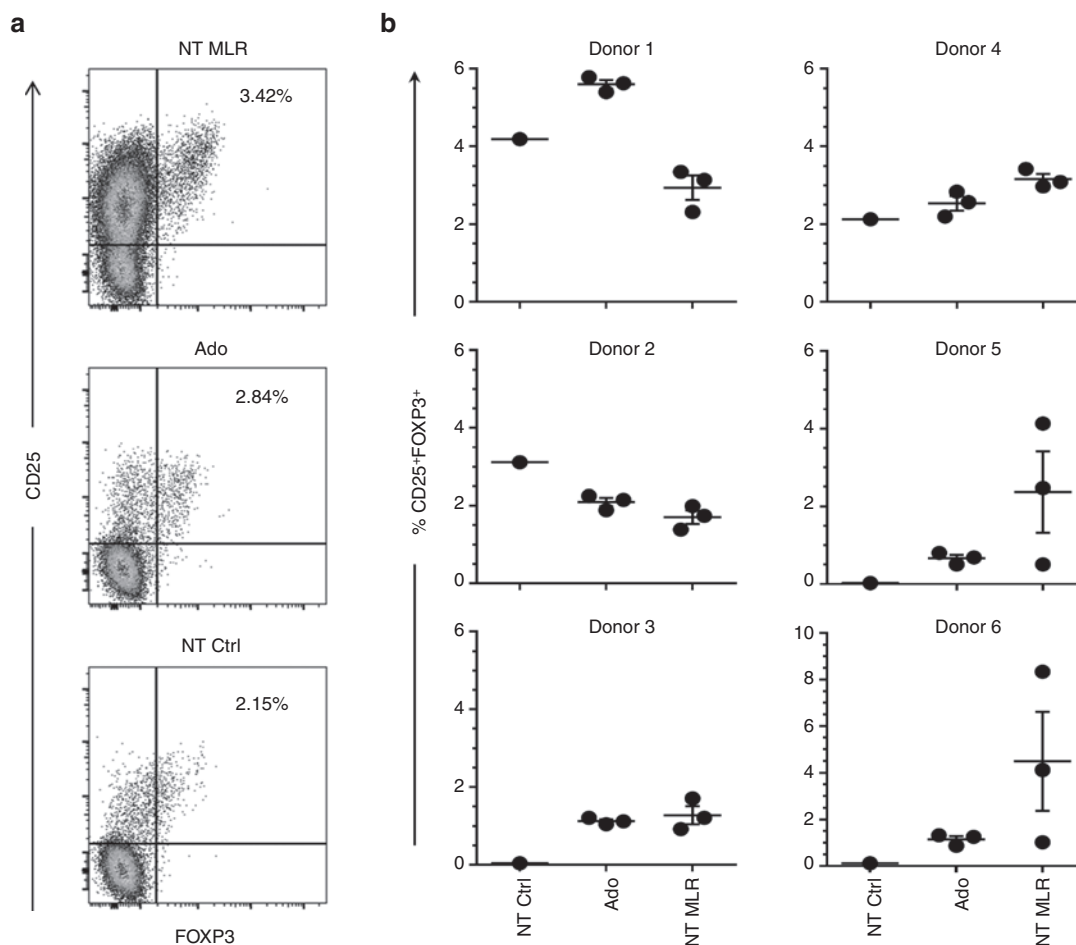 a
NT MLR
3.42%
Ado
2.84%
NT Ctrl
2.15%
CD25
FOXP3
b
% CD25⁺FOXP3⁺
Donor 1
6
4
2
0
Donor 4
6
4
2
0
Donor 2
6
4
2
0
Donor 5
6
4
2
0
Donor 3
6
4
2
0
NT Ctrl
Ado
NT MLR
Donor 6
10
8
6
4
2
0
NT Ctrl
Ado
NT MLR